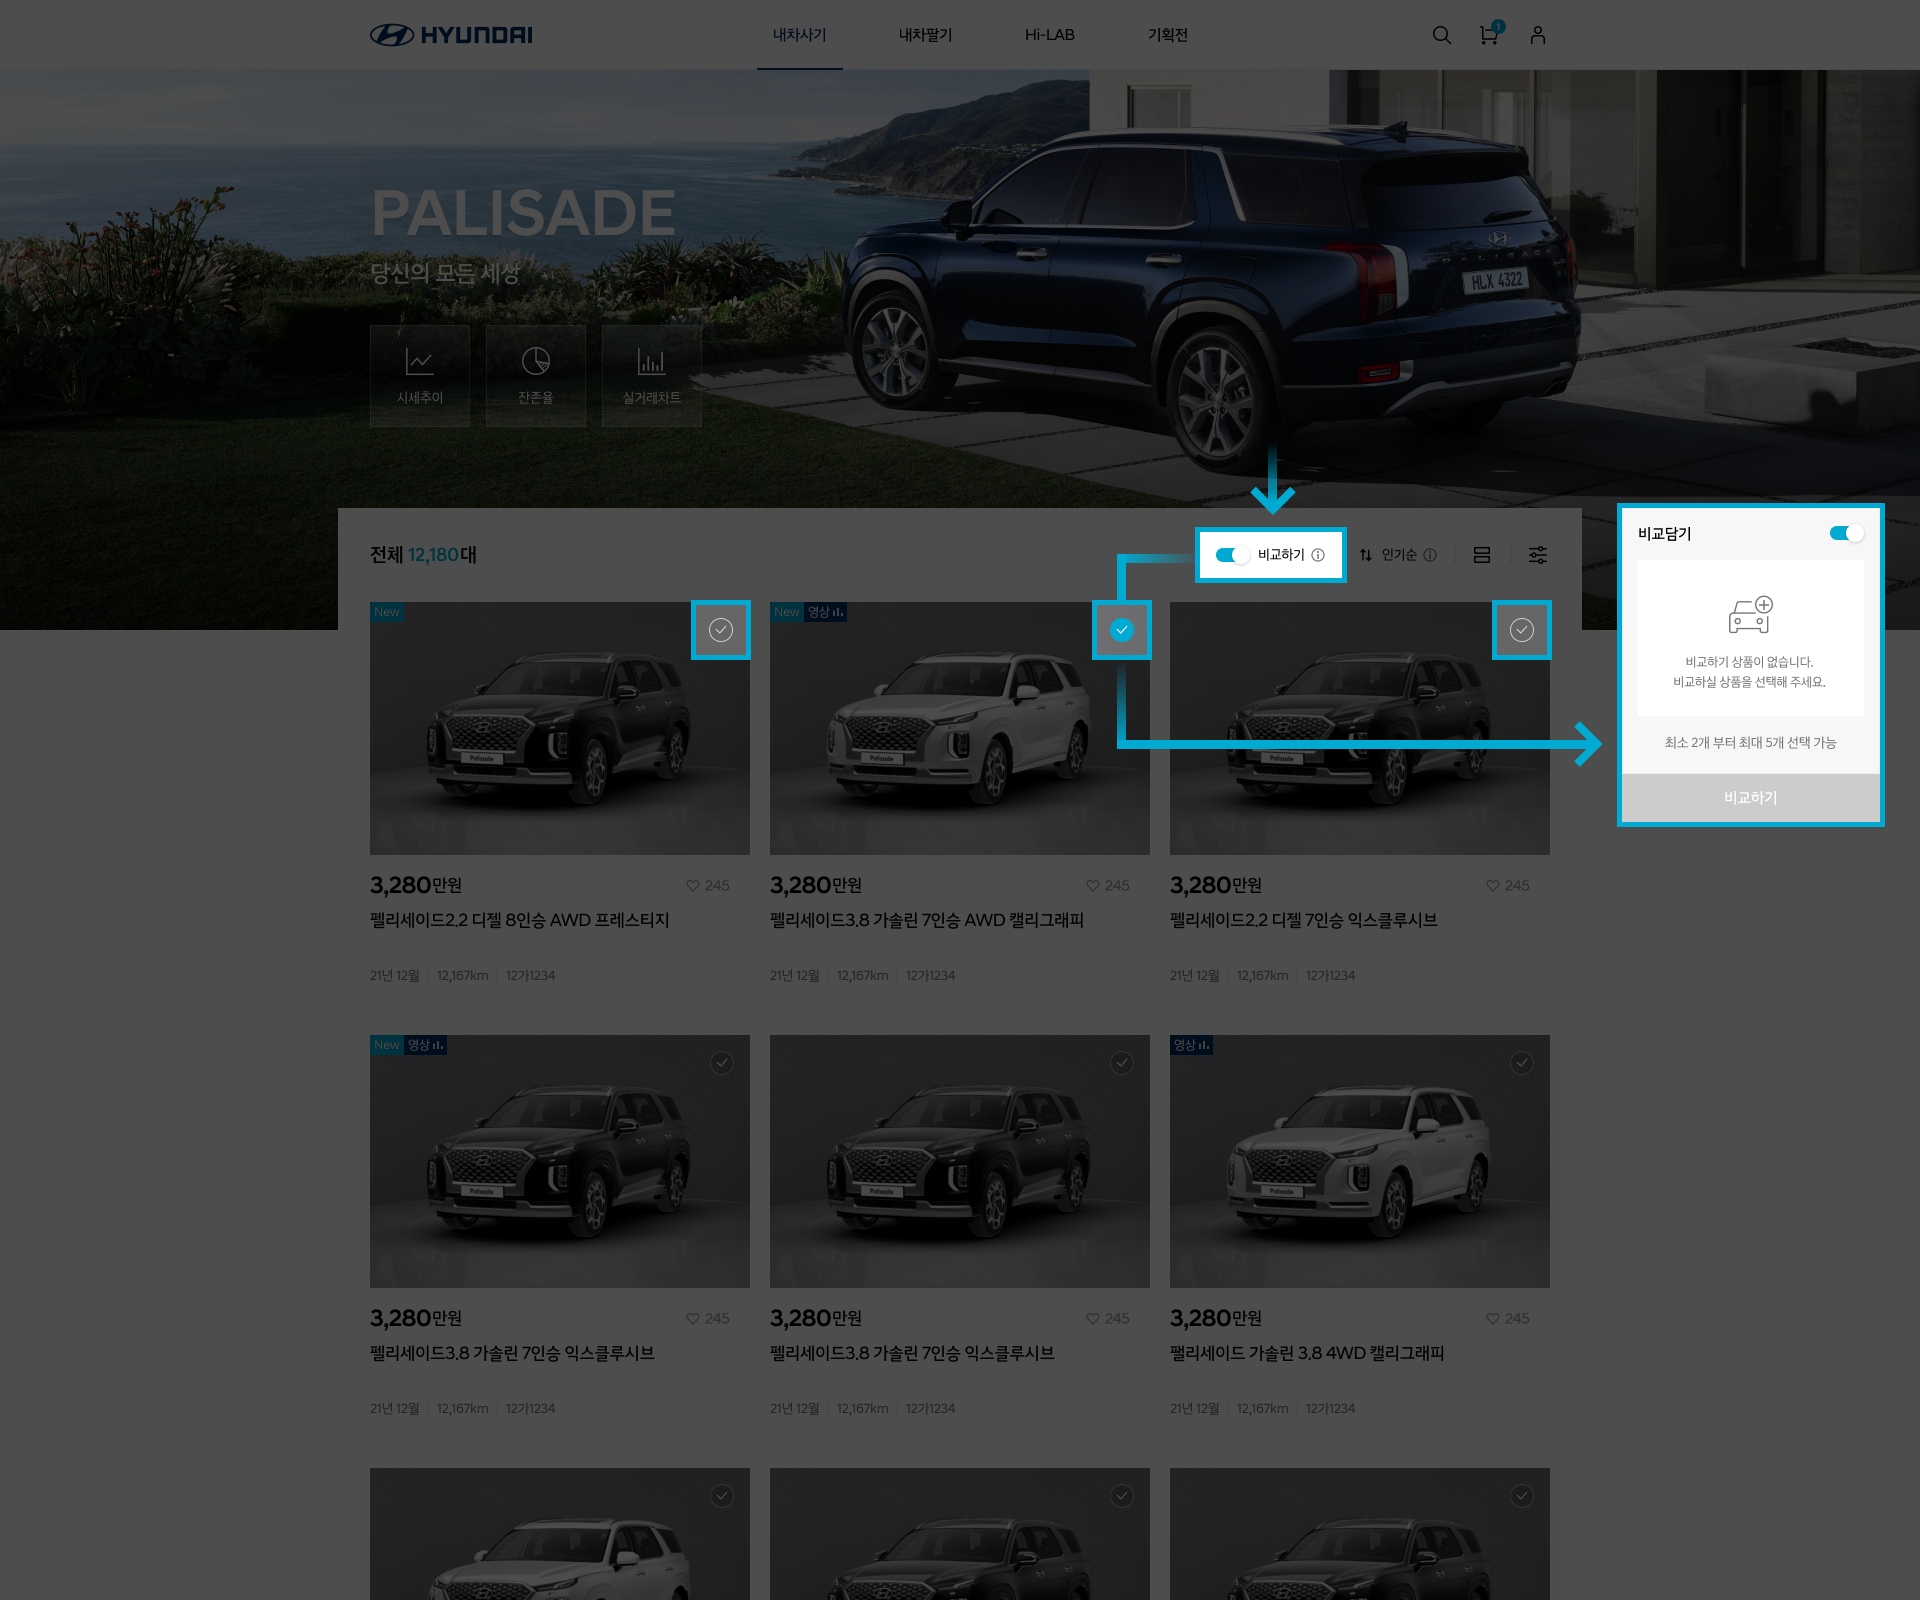 HYUNDAI
내차사기
내차팔기
Hi-LAB
기획전
1
PALISADE
당신의 모든 세상
HLX 4322
시세추이
잔존율
실거래차트
전체 12,180대
비교하기
인기순
비교담기
비교하기 상품이 없습니다.
비교하실 상품을 선택해 주세요.
최소 2개 부터 최대 5개 선택 가능
비교하기
New
New 영상
Palisade
Palisade
Palisade
3,280만원
245
펠리세이드2.2 디젤 8인승 AWD 프레스티지
21년 12월 | 12,167km | 12가1234
3,280만원
245
펠리세이드3.8 가솔린 7인승 AWD 캘리그래피
21년 12월 | 12,167km | 12가1234
3,280만원
245
펠리세이드2.2 디젤 7인승 익스클루시브
21년 12월 | 12,167km | 12가1234
New 영상
영상
Palisade
Palisade
Palisade
3,280만원
245
펠리세이드3.8 가솔린 7인승 익스클루시브
21년 12월 | 12,167km | 12가1234
3,280만원
245
펠리세이드3.8 가솔린 7인승 익스클루시브
21년 12월 | 12,167km | 12가1234
3,280만원
245
팰리세이드 가솔린 3.8 4WD 캘리그래피
21년 12월 | 12,167km | 12가1234